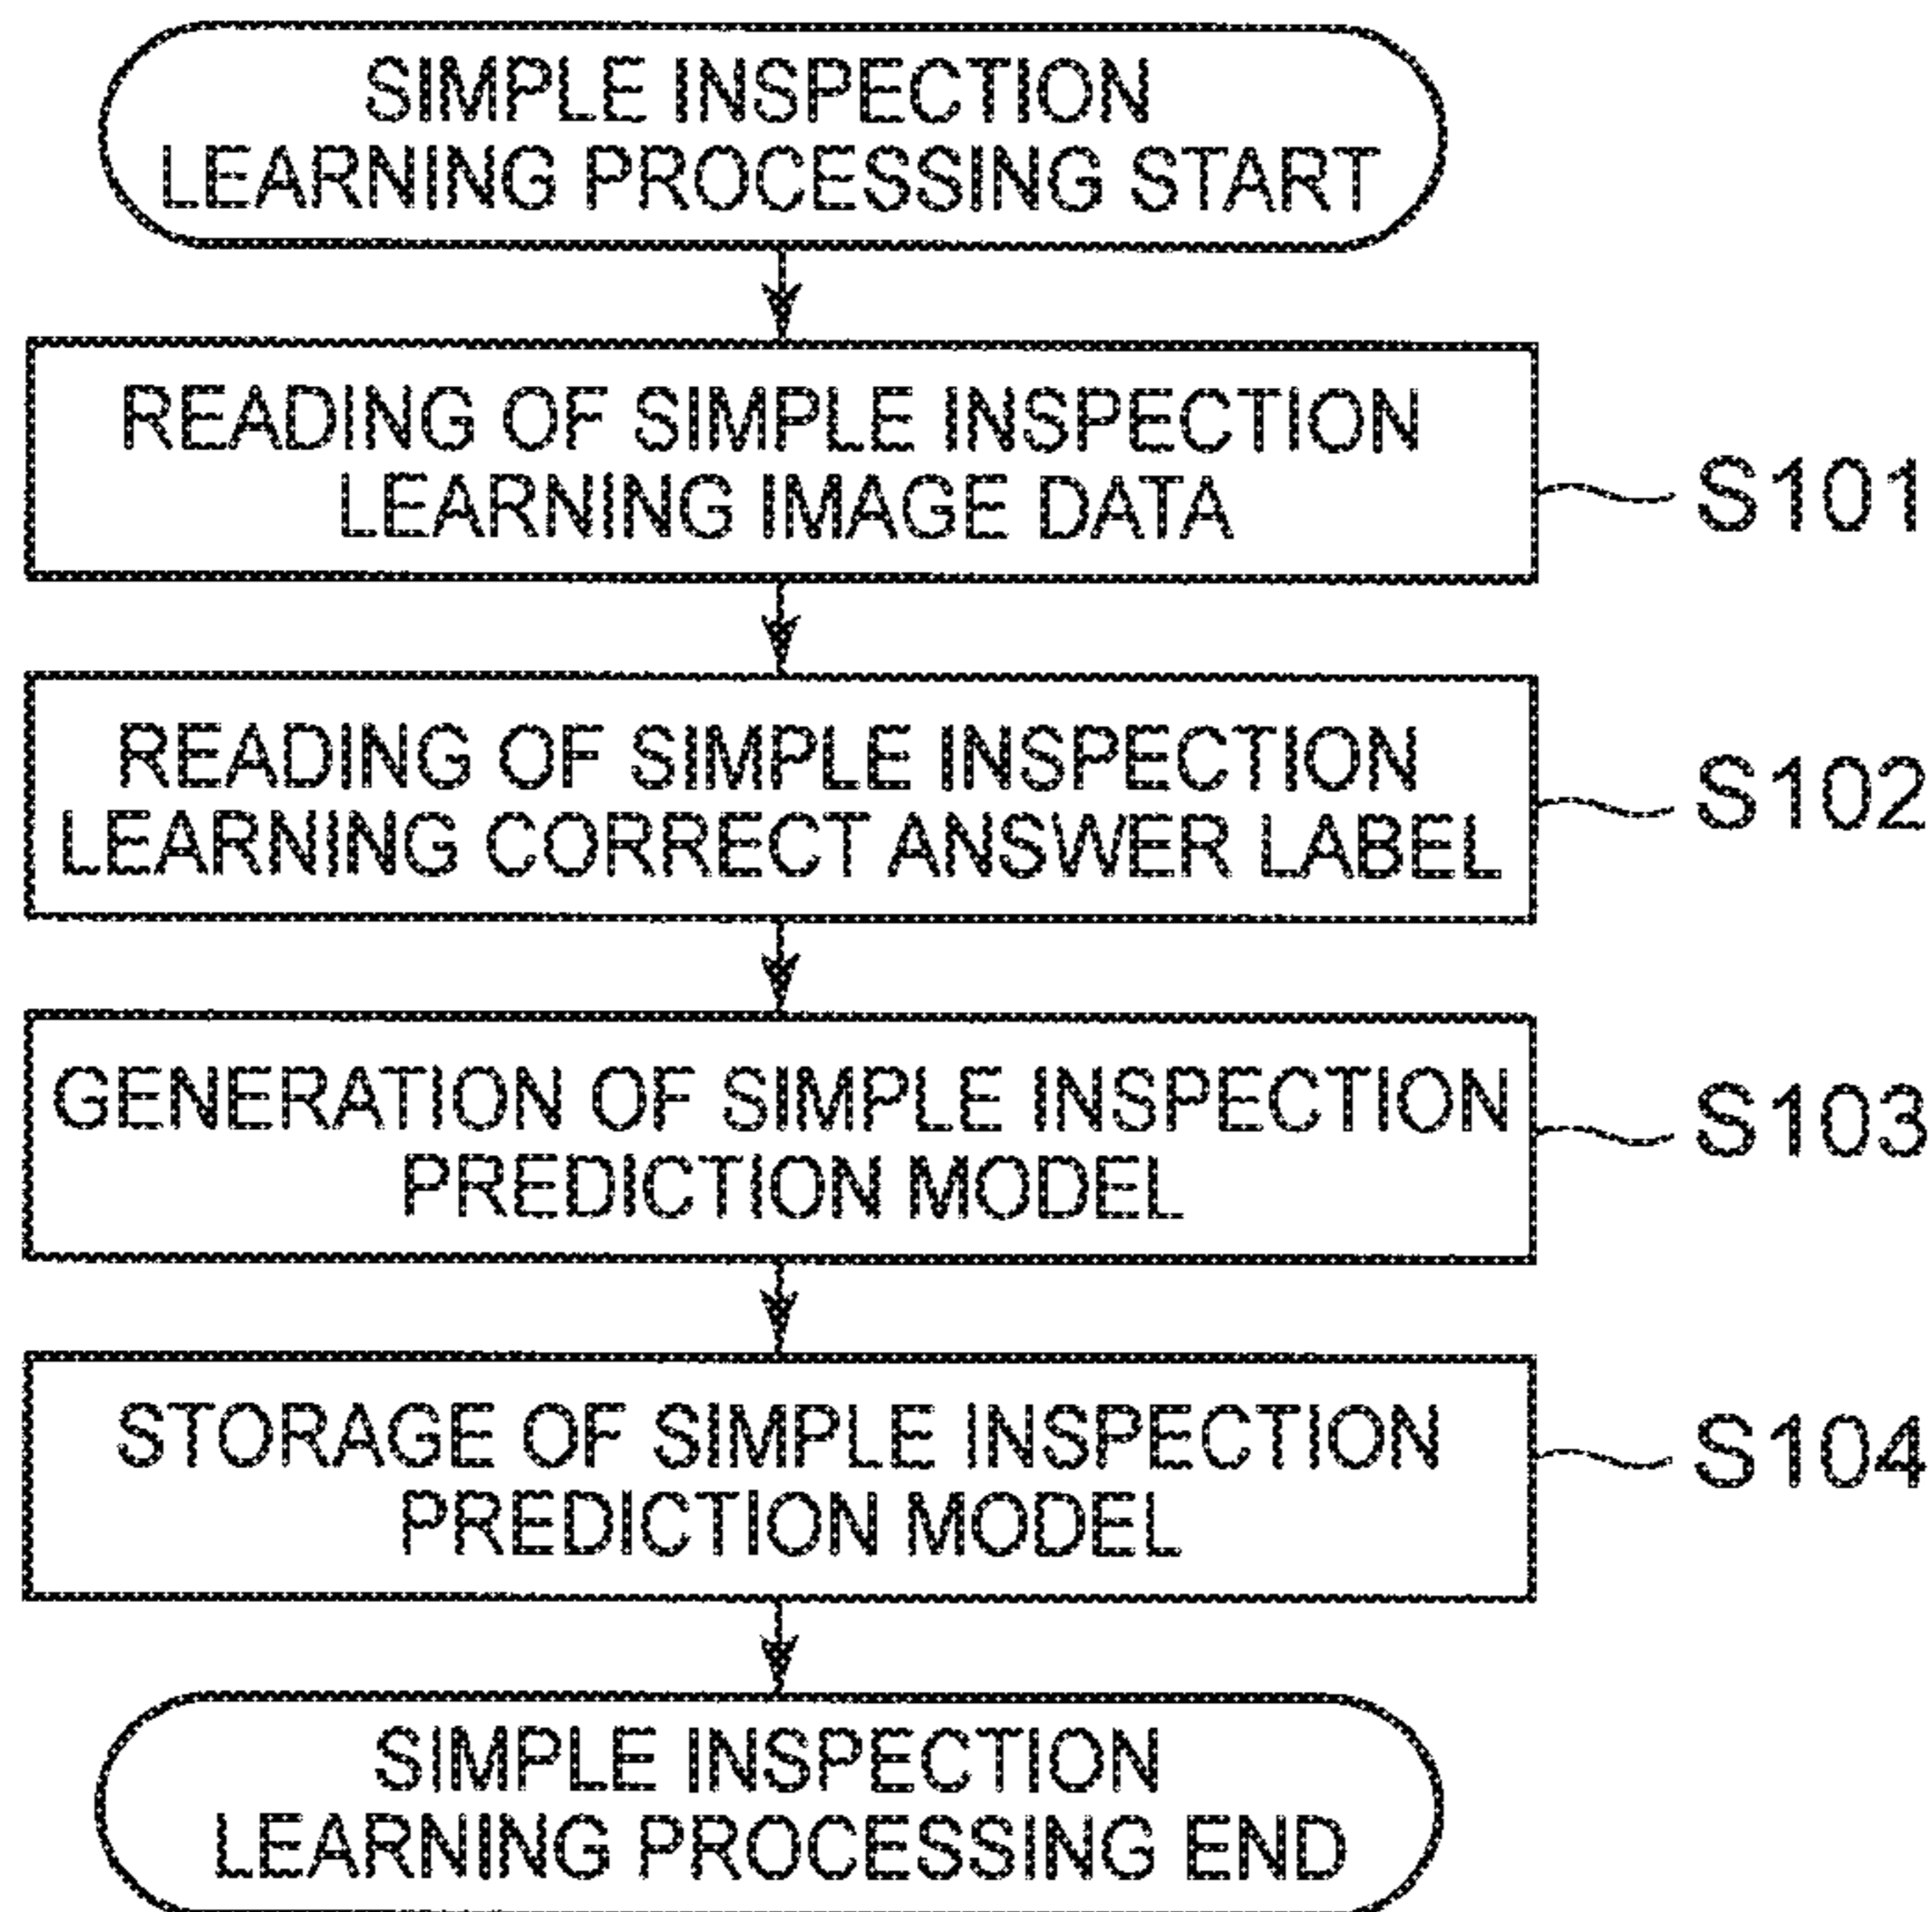 SIMPLE INSPECTION
LEARNING PROCESSING START
READING OF SIMPLE INSPECTION
LEARNING IMAGE DATA
S101
READING OF SIMPLE INSPECTION
LEARNING CORRECT ANSWER LABEL
S102
GENERATION OF SIMPLE INSPECTION
PREDICTION MODEL
S103
STORAGE OF SIMPLE INSPECTION
PREDICTION MODEL
S104
SIMPLE INSPECTION
LEARNING PROCESSING END